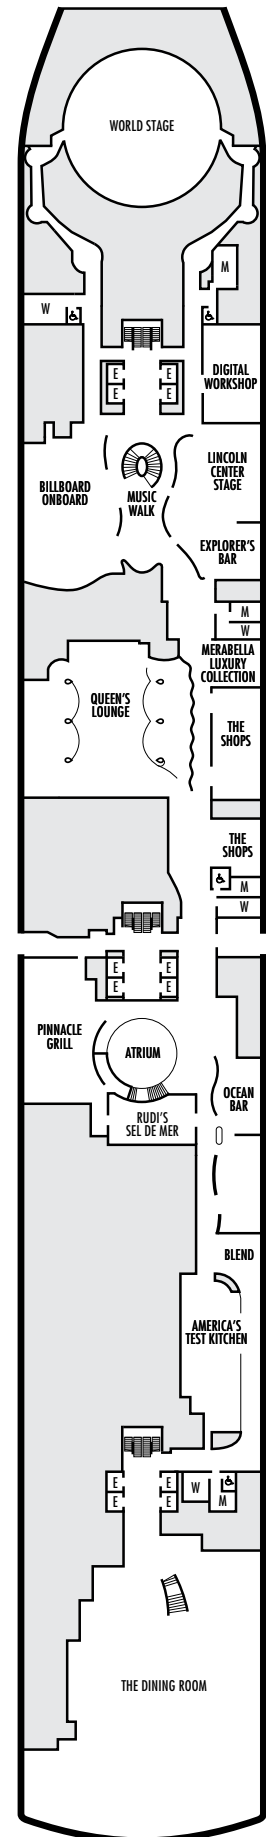 WORLD STAGE
M
W
DIGITAL
WORKSHOP
E
E
E
E
LINCOLN
CENTER
STAGE
BILLBOARD
ONBOARD
MUSIC
WALK
EXPLORER'S
BAR
M
W
MERABELLA
LUXURY
COLLECTION
QUEEN'S
LOUNGE
THE
SHOPS
THE
SHOPS
M
W
E
E
E
E
PINNACLE
GRILL
ATRIUM
OCEAN
BAR
RUDI'S
SEL DE MER
BLEND
AMERICA'S
TEST KITCHEN
E
E
E
E
W
M
THE DINING ROOM